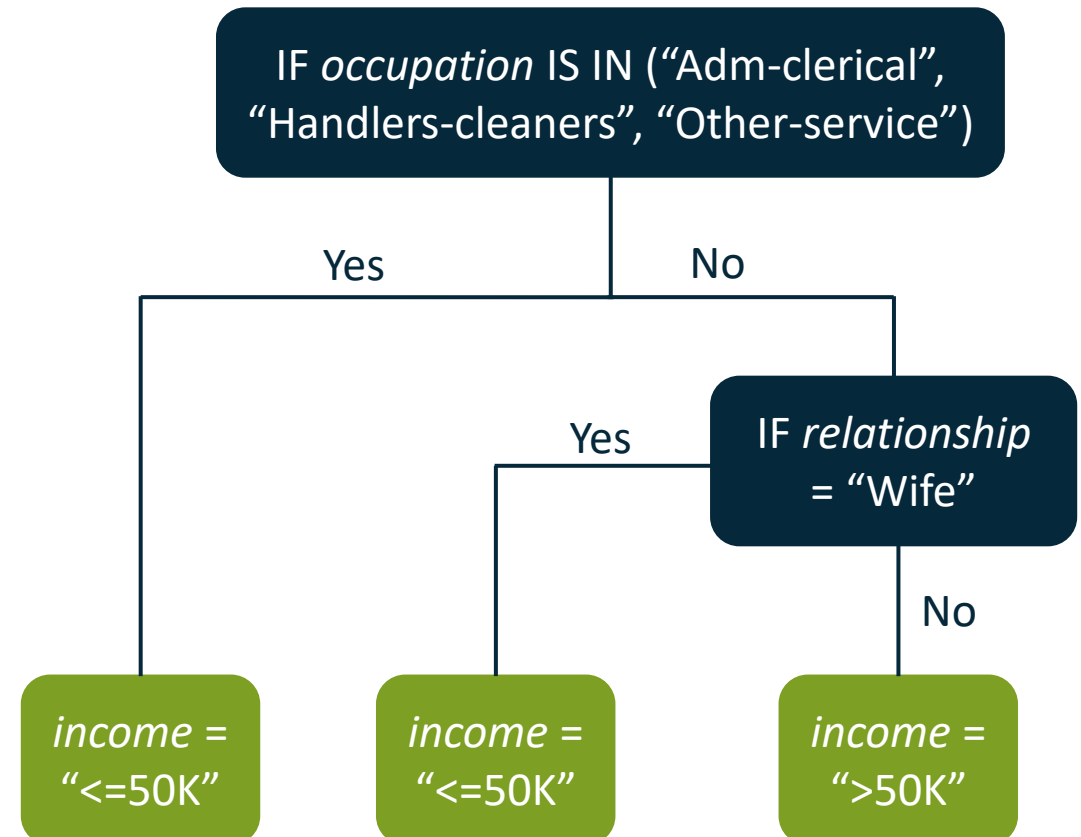 IF occupation IS IN (“Adm-clerical”,
“Handlers-cleaners”, “Other-service”)
Yes
No
Yes
IF relationship
= “Wife”
No
income =
“<=50K”
income =
“<=50K”
income =
“>50K”